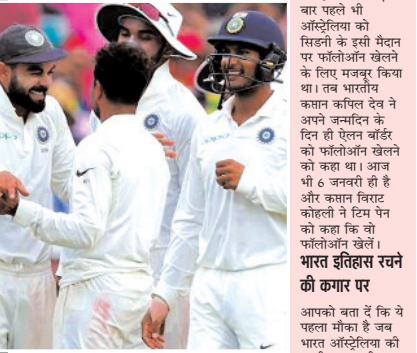 बार पहले भी
ऑस्ट्रेलिया को
सिडनी के इसी मैदान
पर फॉलोऑन खेलने
के लिए मजबूर किया
था। तब भारतीय
कप्तान कपिल देव ने
अपने जन्मदिन के
दिन ही ऐलन बॉर्डर
को फॉलोऑन खेलने
को कहा था। आज
भी 6 जनवरी ही है
और कप्तान विराट
कोहली ने टिम पेन
को कहा कि वो
फॉलोऑन खेलें।
भारत इतिहास रचने
की कगार पर
आपको बता दें कि ये
पहला मौका है जब
भारत ऑस्ट्रेलिया की